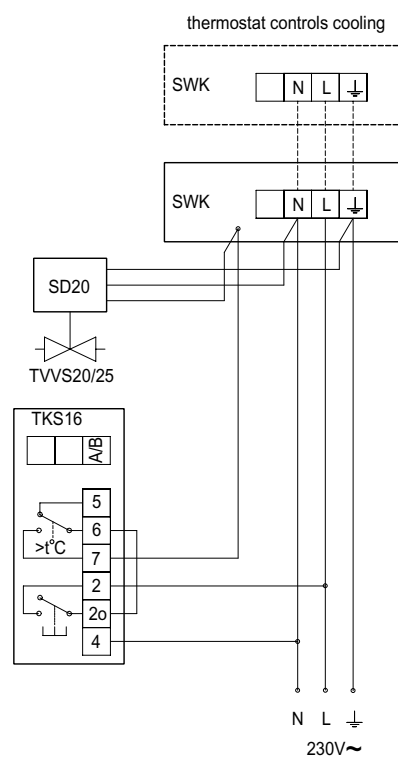 thermostat controls cooling
SWK N L
SWK N L
SD20
TVVS20/25
TKS16
A/B
5
6
>t°C
7
2
2o
4
N L
230V~